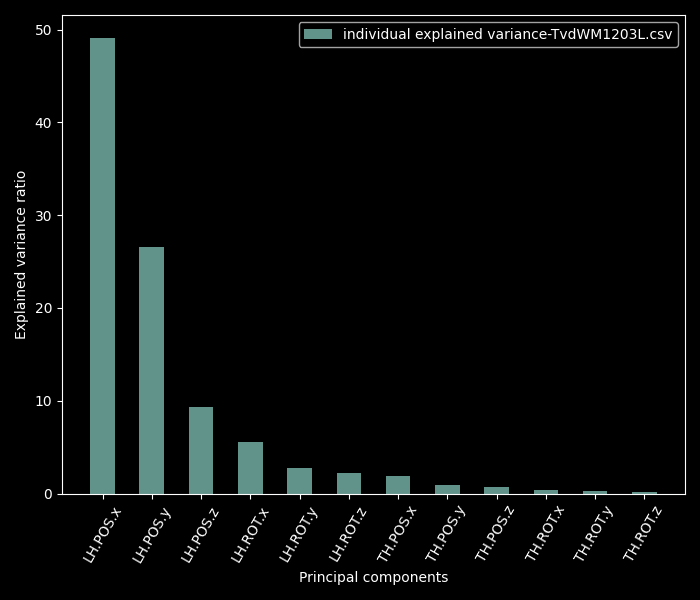 individual explained variance-TvdWM1203L.csv
Explained variance ratio
50
40
30
20
10
0
LH.POS.x
LH.POS.y
LH.POS.z
LH.ROT.x
LH.ROT.y
LH.ROT.z
TH.POS.x
TH.POS.y
TH.POS.z
TH.ROT.x
TH.ROT.y
TH.ROT.z
Principal components